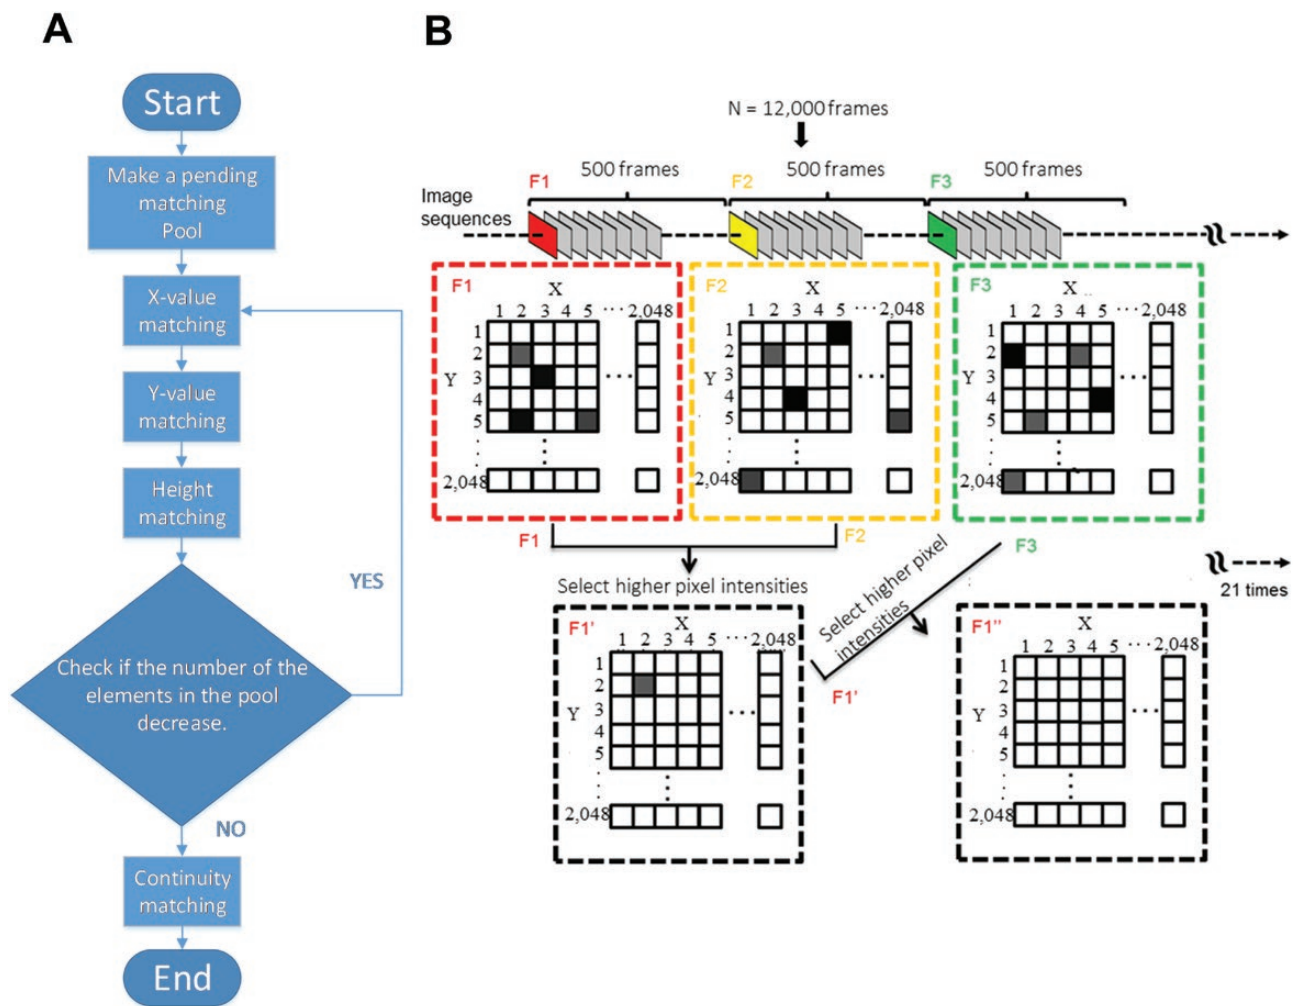 A
Start
Make a pending
matching
Pool
X-value
matching
Y-value
matching
Height
matching
Check if the number of the
elements in the pool
decrease.
YES
NO
Continuity
matching
End
B
N = 12,000 frames
F1 500 frames F2 500 frames F3 500 frames
Image
sequences
F1
X
1 2 3 4 5 ··· 2,048
1
2
Y 3 ···
4
5
2,048
F2
X
1 2 3 4 5 ··· 2,048
1
2
Y 3 ···
4
5
2,048
F3
X
1 2 3 4 5 ··· 2,048
1
2
Y 3 ···
4
5
2,048
F1 F2
Select higher pixel intensities
F3
Select higher pixel
intensities
F1'
21 times
F1'
X
1 2 3 4 5 ··· 2,048
1
2
Y 3 ···
4
5
2,048
F1''
X
1 2 3 4 5 ··· 2,048
1
2
Y 3 ···
4
5
2,048